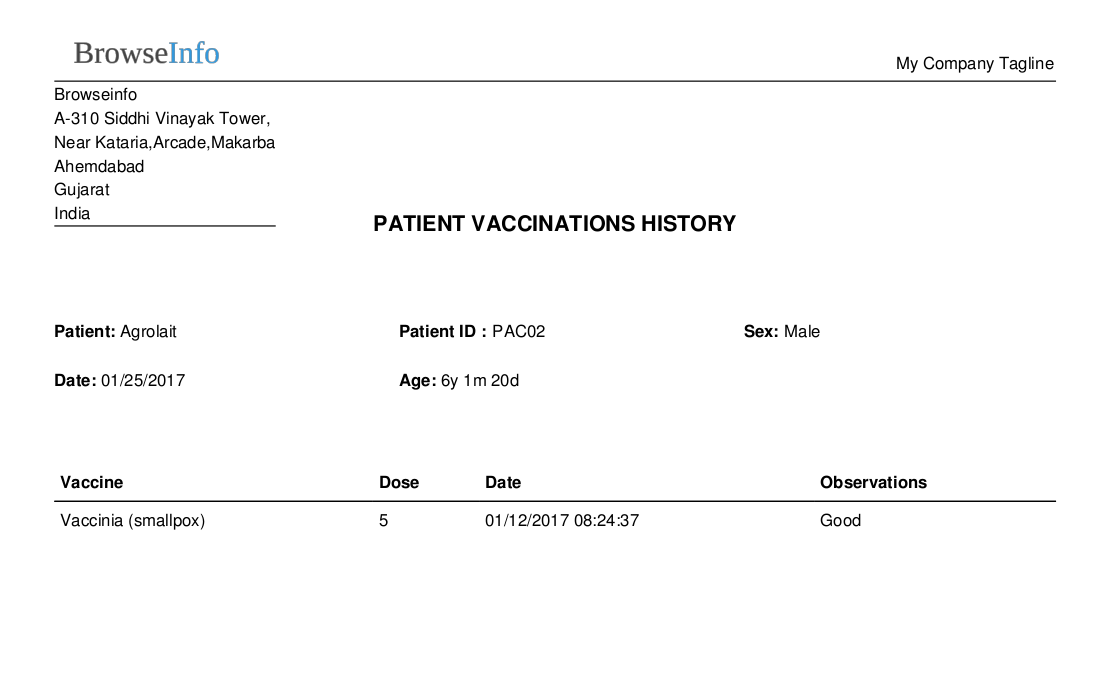 BrowseInfo
My Company Tagline
Browseinfo
A-310 Siddhi Vinayak Tower,
Near Kataria,Arcade,Makarba
Ahemdabad
Gujarat
India
PATIENT VACCINATIONS HISTORY
Patient: Agrolait Patient ID : PAC02 Sex: Male
Date: 01/25/2017 Age: 6y 1m 20d
Vaccine Dose Date Observations
Vaccinia (smallpox) 5 01/12/2017 08:24:37 Good